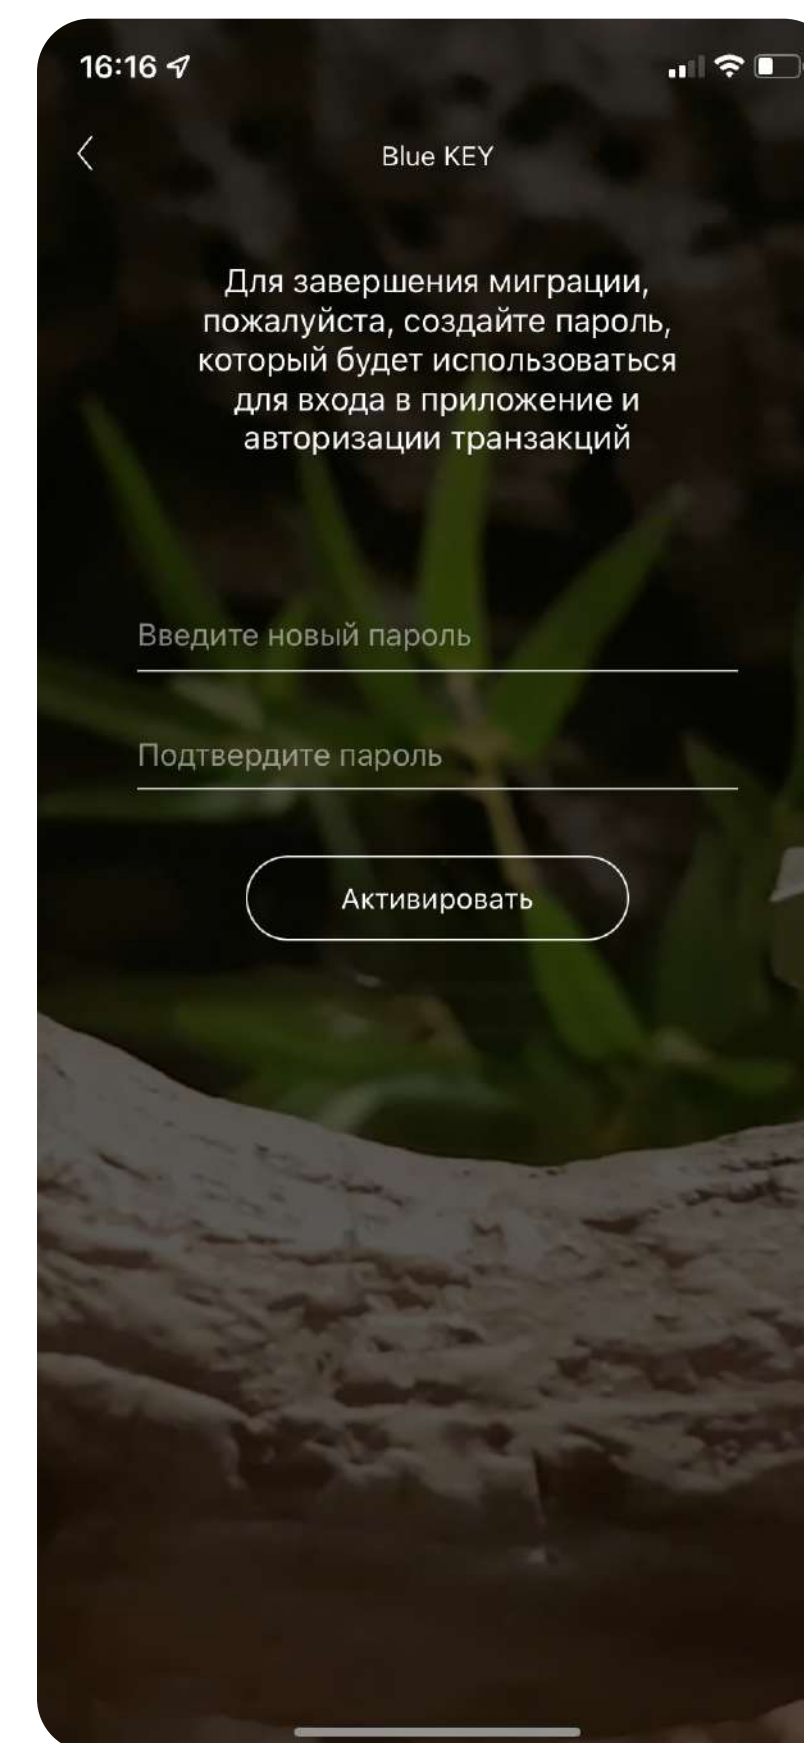 16:16
Blue KEY
Для завершения миграции,
пожалуйста, создайте пароль,
который будет использоваться
для входа в приложение и
авторизации транзакций
Введите новый пароль
Подтвердите пароль
Активировать